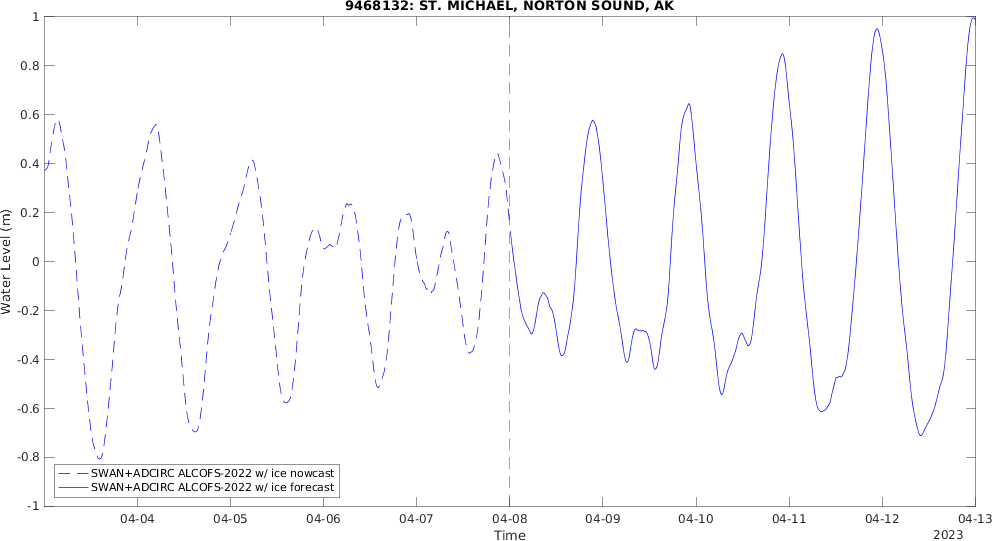 9468132: ST. MICHAEL, NORTON SOUND, AK
1
0.8
0.6
0.4
0.2
0
-0.2
-0.4
-0.6
-0.8
-1
Water Level (m)
SWAN+ADCIRC ALCOFS-2022 w/ ice nowcast
SWAN+ADCIRC ALCOFS-2022 w/ ice forecast
04-04 04-05 04-06 04-07 04-08 04-09 04-10 04-11 04-12 04-13
Time
2023